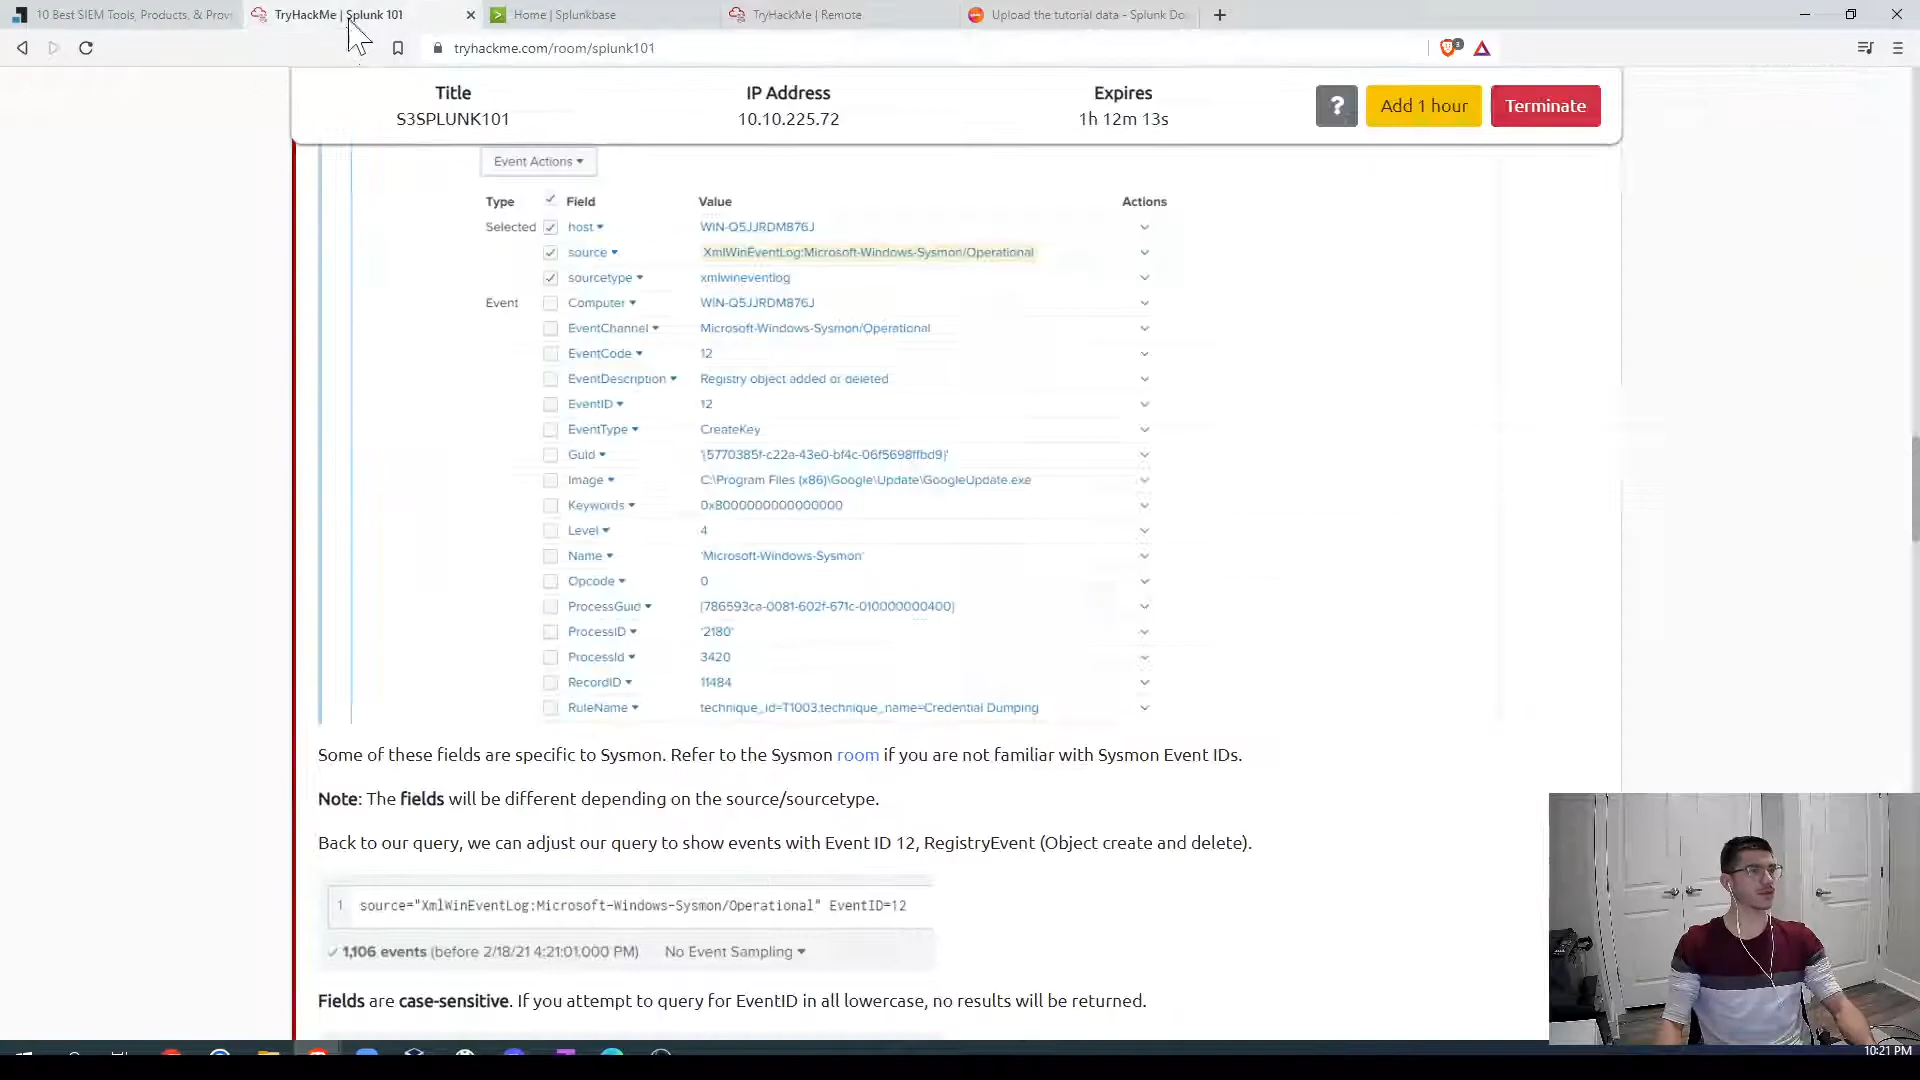 10 Best SIEM Tools, Products, & Prov
TryHackMe | Splunk 101
Home | Splunkbase
TryHackMe | Remote
Upload the tutorial data - Splunk Do
tryhackme.com/room/splunk101
Title
S3SPLUNK101
IP Address
10.10.225.72
Expires
1h 12m 13s
?
Add 1 hour
Terminate
Event Actions
Type Field Value Actions
Selected host WIN-Q5JJRDM876J
source XmlWinEventLog:Microsoft-Windows-Sysmon/Operational
sourcetype xmlwineventlog
Event Computer WIN-Q5JJRDM876J
EventChannel Microsoft-Windows-Sysmon/Operational
EventCode 12
EventDescription Registry object added or deleted
EventID 12
EventType CreateKey
Guid '{5770385f-c22a-43e0-bf4c-06f5698ffbd9}'
Image C:\Program Files (x86)\Google\Update\GoogleUpdate.exe
Keywords 0x8000000000000000
Level 4
Name 'Microsoft-Windows-Sysmon'
Opcode 0
ProcessGuid {786593ca-0081-602f-671c-010000000400}
ProcessID '2180'
ProcessId 3420
RecordID 11484
RuleName technique_id=T1003,technique_name=Credential Dumping
Some of these fields are specific to Sysmon. Refer to the Sysmon room if you are not familiar with Sysmon Event IDs.
Note: The fields will be different depending on the source/sourcetype.
Back to our query, we can adjust our query to show events with Event ID 12, RegistryEvent (Object create and delete).
1 source="XmlWinEventLog:Microsoft-Windows-Sysmon/Operational" EventID=12
1,106 events (before 2/18/21 4:21:01.000 PM) No Event Sampling
Fields are case-sensitive. If you attempt to query for EventID in all lowercase, no results will be returned.
10:21 PM